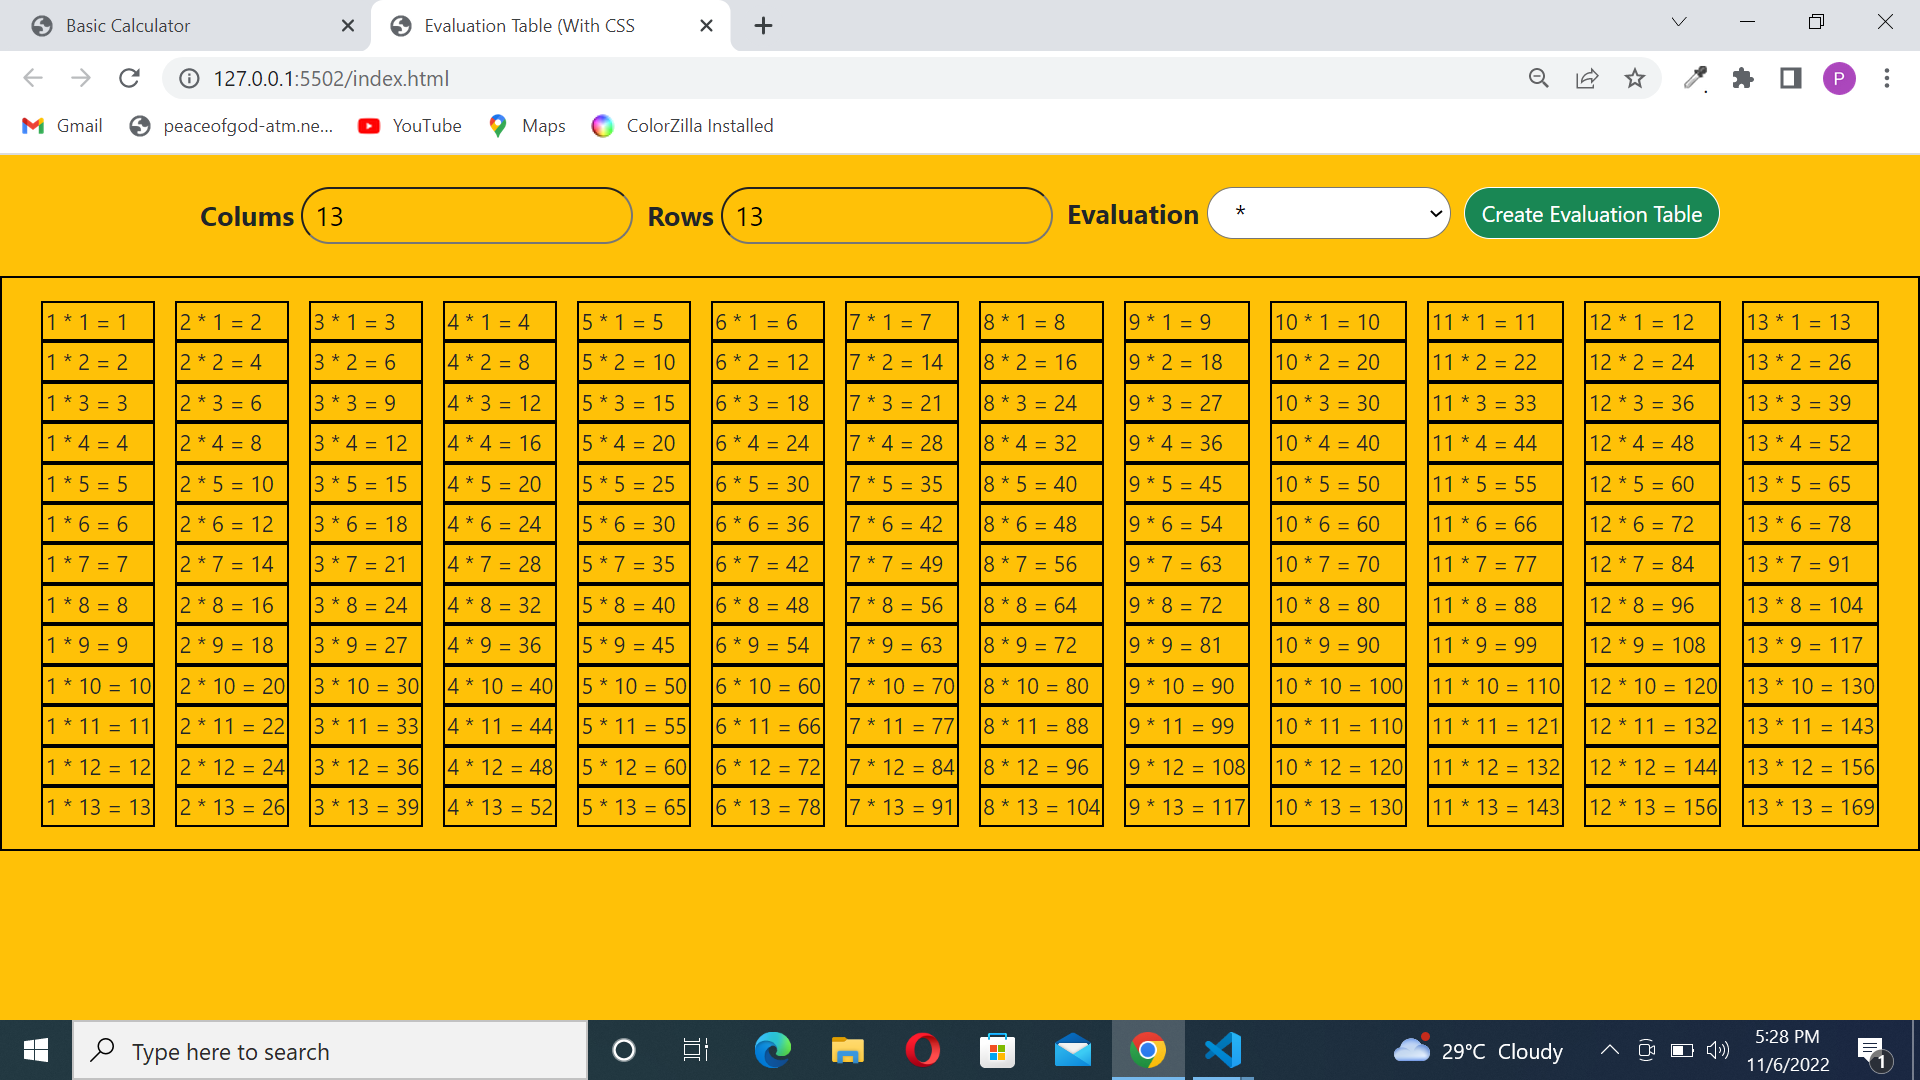 Basic Calculator
Evaluation Table (With CSS
127.0.0.1:5502/index.html
P
Gmail peaceofgod-atm.ne... YouTube Maps ColorZilla Installed
Colums 13 Rows 13 Evaluation * Create Evaluation Table
1 * 1 = 1 2 * 1 = 2 3 * 1 = 3 4 * 1 = 4 5 * 1 = 5 6 * 1 = 6 7 * 1 = 7 8 * 1 = 8 9 * 1 = 9 10 * 1 = 10 11 * 1 = 11 12 * 1 = 12 13 * 1 = 13
1 * 2 = 2 2 * 2 = 4 3 * 2 = 6 4 * 2 = 8 5 * 2 = 10 6 * 2 = 12 7 * 2 = 14 8 * 2 = 16 9 * 2 = 18 10 * 2 = 20 11 * 2 = 22 12 * 2 = 24 13 * 2 = 26
1 * 3 = 3 2 * 3 = 6 3 * 3 = 9 4 * 3 = 12 5 * 3 = 15 6 * 3 = 18 7 * 3 = 21 8 * 3 = 24 9 * 3 = 27 10 * 3 = 30 11 * 3 = 33 12 * 3 = 36 13 * 3 = 39
1 * 4 = 4 2 * 4 = 8 3 * 4 = 12 4 * 4 = 16 5 * 4 = 20 6 * 4 = 24 7 * 4 = 28 8 * 4 = 32 9 * 4 = 36 10 * 4 = 40 11 * 4 = 44 12 * 4 = 48 13 * 4 = 52
1 * 5 = 5 2 * 5 = 10 3 * 5 = 15 4 * 5 = 20 5 * 5 = 25 6 * 5 = 30 7 * 5 = 35 8 * 5 = 40 9 * 5 = 45 10 * 5 = 50 11 * 5 = 55 12 * 5 = 60 13 * 5 = 65
1 * 6 = 6 2 * 6 = 12 3 * 6 = 18 4 * 6 = 24 5 * 6 = 30 6 * 6 = 36 7 * 6 = 42 8 * 6 = 48 9 * 6 = 54 10 * 6 = 60 11 * 6 = 66 12 * 6 = 72 13 * 6 = 78
1 * 7 = 7 2 * 7 = 14 3 * 7 = 21 4 * 7 = 28 5 * 7 = 35 6 * 7 = 42 7 * 7 = 49 8 * 7 = 56 9 * 7 = 63 10 * 7 = 70 11 * 7 = 77 12 * 7 = 84 13 * 7 = 91
1 * 8 = 8 2 * 8 = 16 3 * 8 = 24 4 * 8 = 32 5 * 8 = 40 6 * 8 = 48 7 * 8 = 56 8 * 8 = 64 9 * 8 = 72 10 * 8 = 80 11 * 8 = 88 12 * 8 = 96 13 * 8 = 104
1 * 9 = 9 2 * 9 = 18 3 * 9 = 27 4 * 9 = 36 5 * 9 = 45 6 * 9 = 54 7 * 9 = 63 8 * 9 = 72 9 * 9 = 81 10 * 9 = 90 11 * 9 = 99 12 * 9 = 108 13 * 9 = 117
1 * 10 = 10 2 * 10 = 20 3 * 10 = 30 4 * 10 = 40 5 * 10 = 50 6 * 10 = 60 7 * 10 = 70 8 * 10 = 80 9 * 10 = 90 10 * 10 = 100 11 * 10 = 110 12 * 10 = 120 13 * 10 = 130
1 * 11 = 11 2 * 11 = 22 3 * 11 = 33 4 * 11 = 44 5 * 11 = 55 6 * 11 = 66 7 * 11 = 77 8 * 11 = 88 9 * 11 = 99 10 * 11 = 110 11 * 11 = 121 12 * 11 = 132 13 * 11 = 143
1 * 12 = 12 2 * 12 = 24 3 * 12 = 36 4 * 12 = 48 5 * 12 = 60 6 * 12 = 72 7 * 12 = 84 8 * 12 = 96 9 * 12 = 108 10 * 12 = 120 11 * 12 = 132 12 * 12 = 144 13 * 12 = 156
1 * 13 = 13 2 * 13 = 26 3 * 13 = 39 4 * 13 = 52 5 * 13 = 65 6 * 13 = 78 7 * 13 = 91 8 * 13 = 104 9 * 13 = 117 10 * 13 = 130 11 * 13 = 143 12 * 13 = 156 13 * 13 = 169
Type here to search
29°C Cloudy
5:28 PM
11/6/2022
1